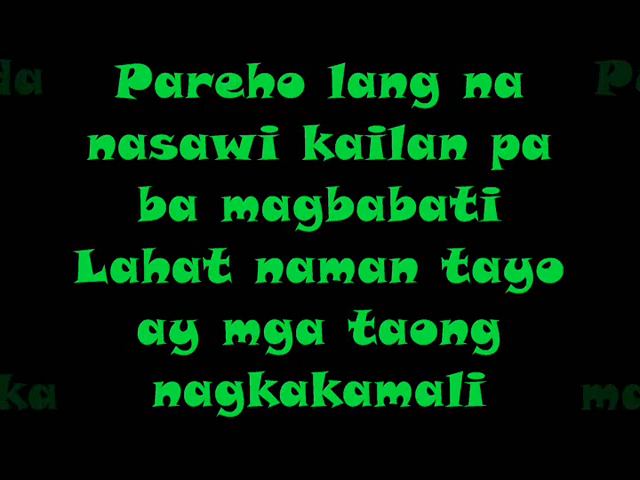 Pareho lang na
nasawi kailan pa
ba magbabati
Lahat naman tayo
ay mga taong
nagkakamali